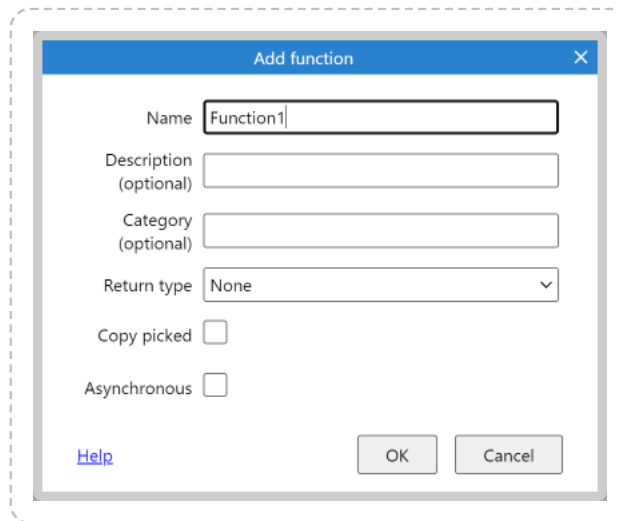 Add function
Name Function1
Description
(optional)
Category
(optional)
Return type None
Copy picked
Asynchronous
Help OK Cancel